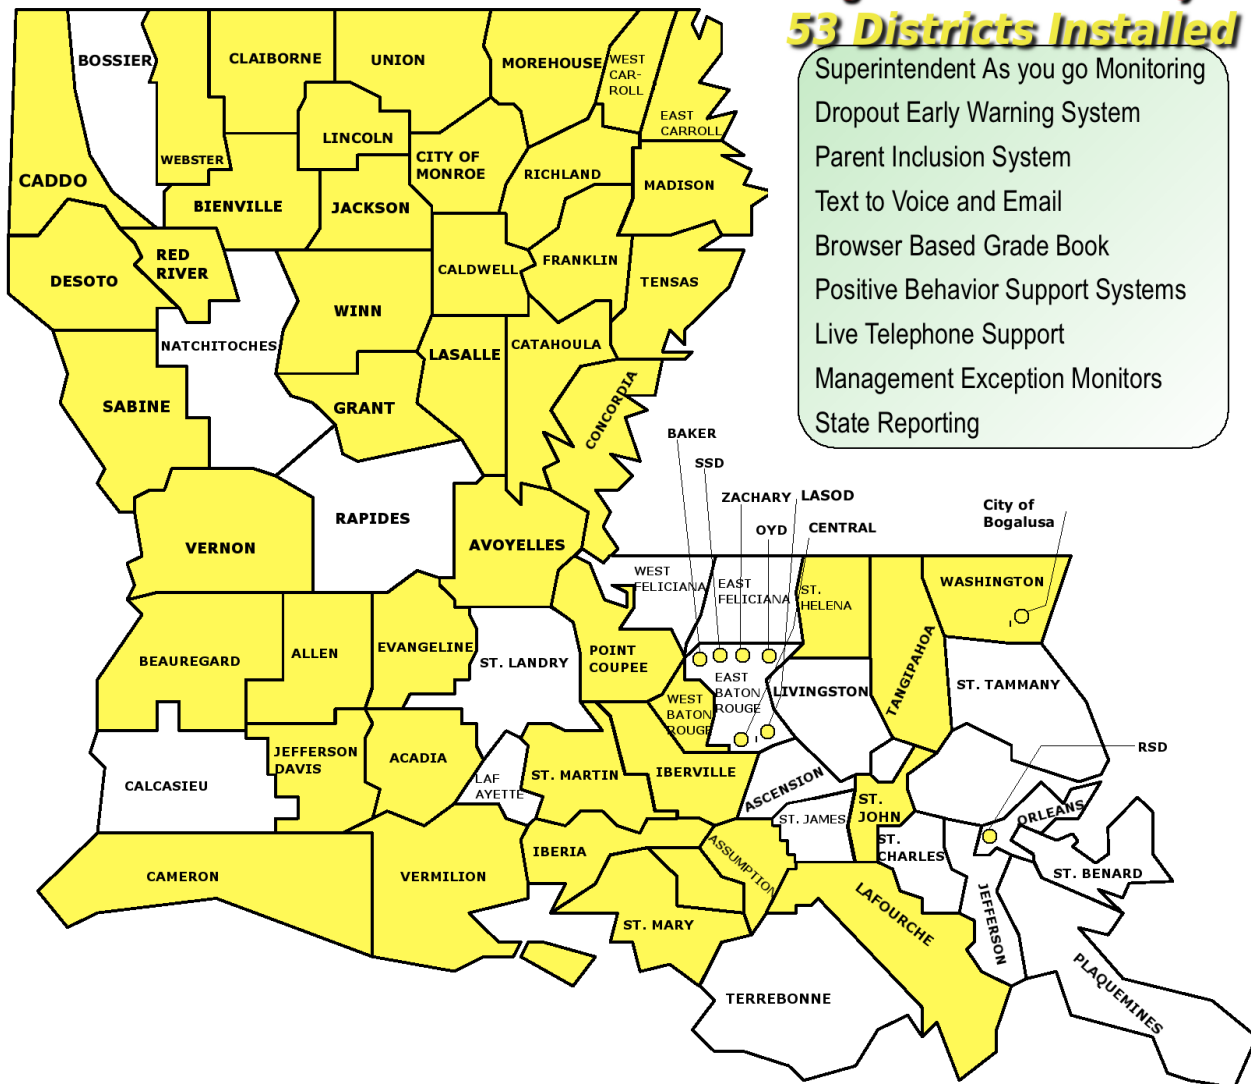 53 Districts Installed
Superintendent As you go Monitoring
Dropout Early Warning System
Parent Inclusion System
Text to Voice and Email
Browser Based Grade Book
Positive Behavior Support Systems
Live Telephone Support
Management Exception Monitors
State Reporting
BOSSIER
CLAIBORNE
UNION
MOREHOUSE
WEST
CAR-
ROLL
EAST
CARROLL
WEBSTER
LINCOLN
CITY OF
MONROE
RICHLAND
MADISON
CADDO
BIENVILLE
JACKSON
DESOTO
RED
RIVER
CALDWELL
FRANKLIN
TENSAS
WINN
NATCHITOCHES
LASALLE
CATAHOULA
SABINE
GRANT
CONCORDIA
BAKER
SSD
ZACHARY
LASOD
OYD
CENTRAL
City of
Bogalusa
RAPIDES
VERNON
AVOYELLES
WEST
FELICIANA
EAST
FELICIANA
ST.
HELENA
WASHINGTON
BEAUREGARD
ALLEN
EVANGELINE
ST. LANDRY
POINT
COUPEE
WEST
BATON
ROUGE
EAST
BATON
ROUGE
LIVINGSTON
TANGIPAHOA
ST. TAMMANY
CALCASIEU
JEFFERSON
DAVIS
ACADIA
LAF
AYETTE
ST. MARTIN
IBERVILLE
ASCENSION
ST. JAMES
ST.
JOHN
RSD
ORLEANS
ST.
CHARLES
ST. BENARD
CAMERON
VERMILION
IBERIA
ASSUMPTION
ST. MARY
LAFOURCHE
JEFFERSON
TERREBONNE
PLAQUEMINES